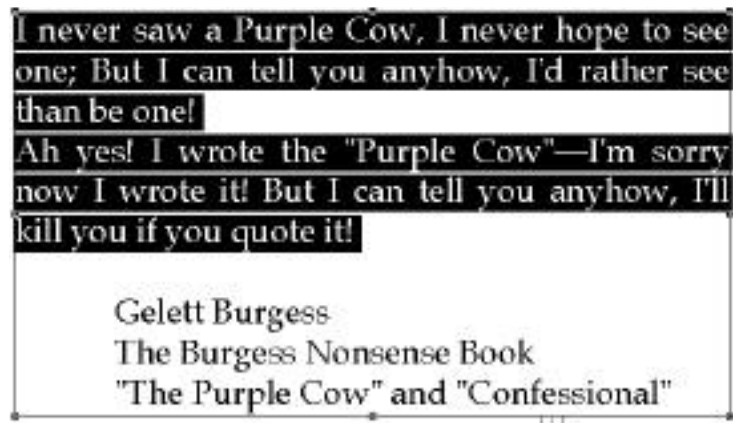 I never saw a Purple Cow, I never hope to see
one; But I can tell you anyhow, I'd rather see
than be one!
Ah yes! I wrote the "Purple Cow"—I'm sorry
now I wrote it! But I can tell you anyhow, I'll
kill you if you quote it!
Gelett Burgess
The Burgess Nonsense Book
"The Purple Cow" and "Confessional"